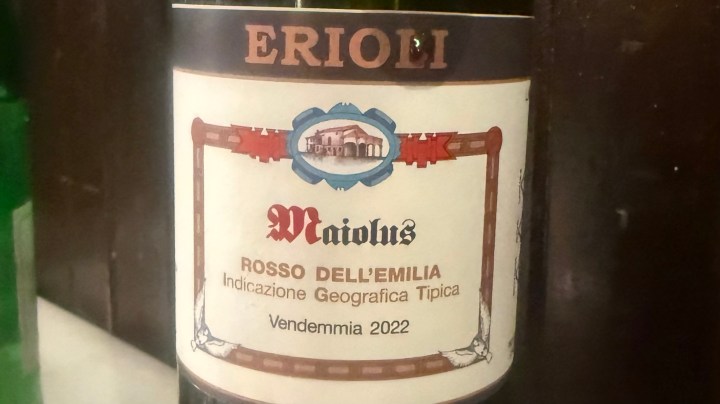 ERIOLI
Maiolus
ROSSO DELL'EMILIA
Indicazione Geografica Tipica
Vendemmia 2022